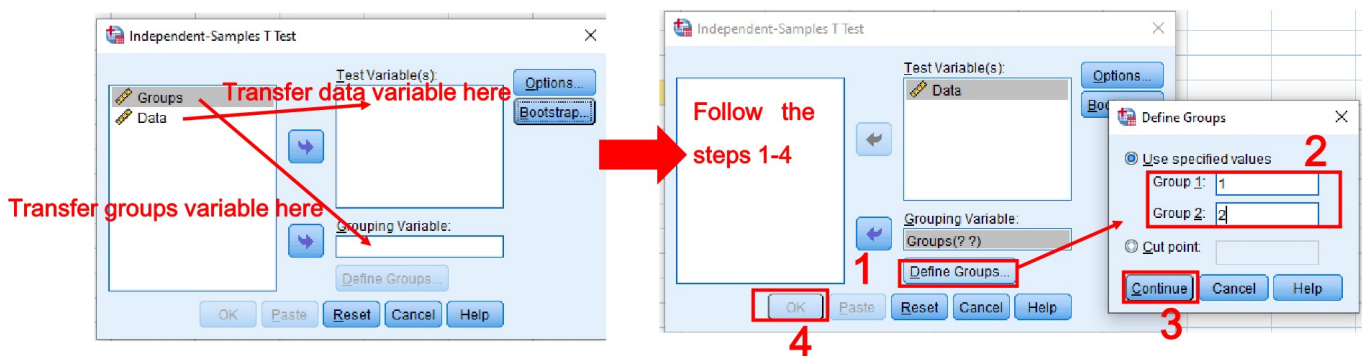 Independent-Samples T Test
Test Variable(s):
Options...
Groups
Transfer data variable here
Data
Bootstrap...
Transfer groups variable here
Grouping Variable:
Define Groups...
OK
Paste
Reset
Cancel
Help
Independent-Samples T Test
Test Variable(s):
Options...
Data
Follow the
steps 1-4
Grouping Variable:
Groups(? ?)
1
Define Groups...
OK
Paste
Reset
Cancel
Help
4
Define Groups
Use specified values
2
Group 1:
1
Group 2:
2
Cut point:
Continue
Cancel
Help
3